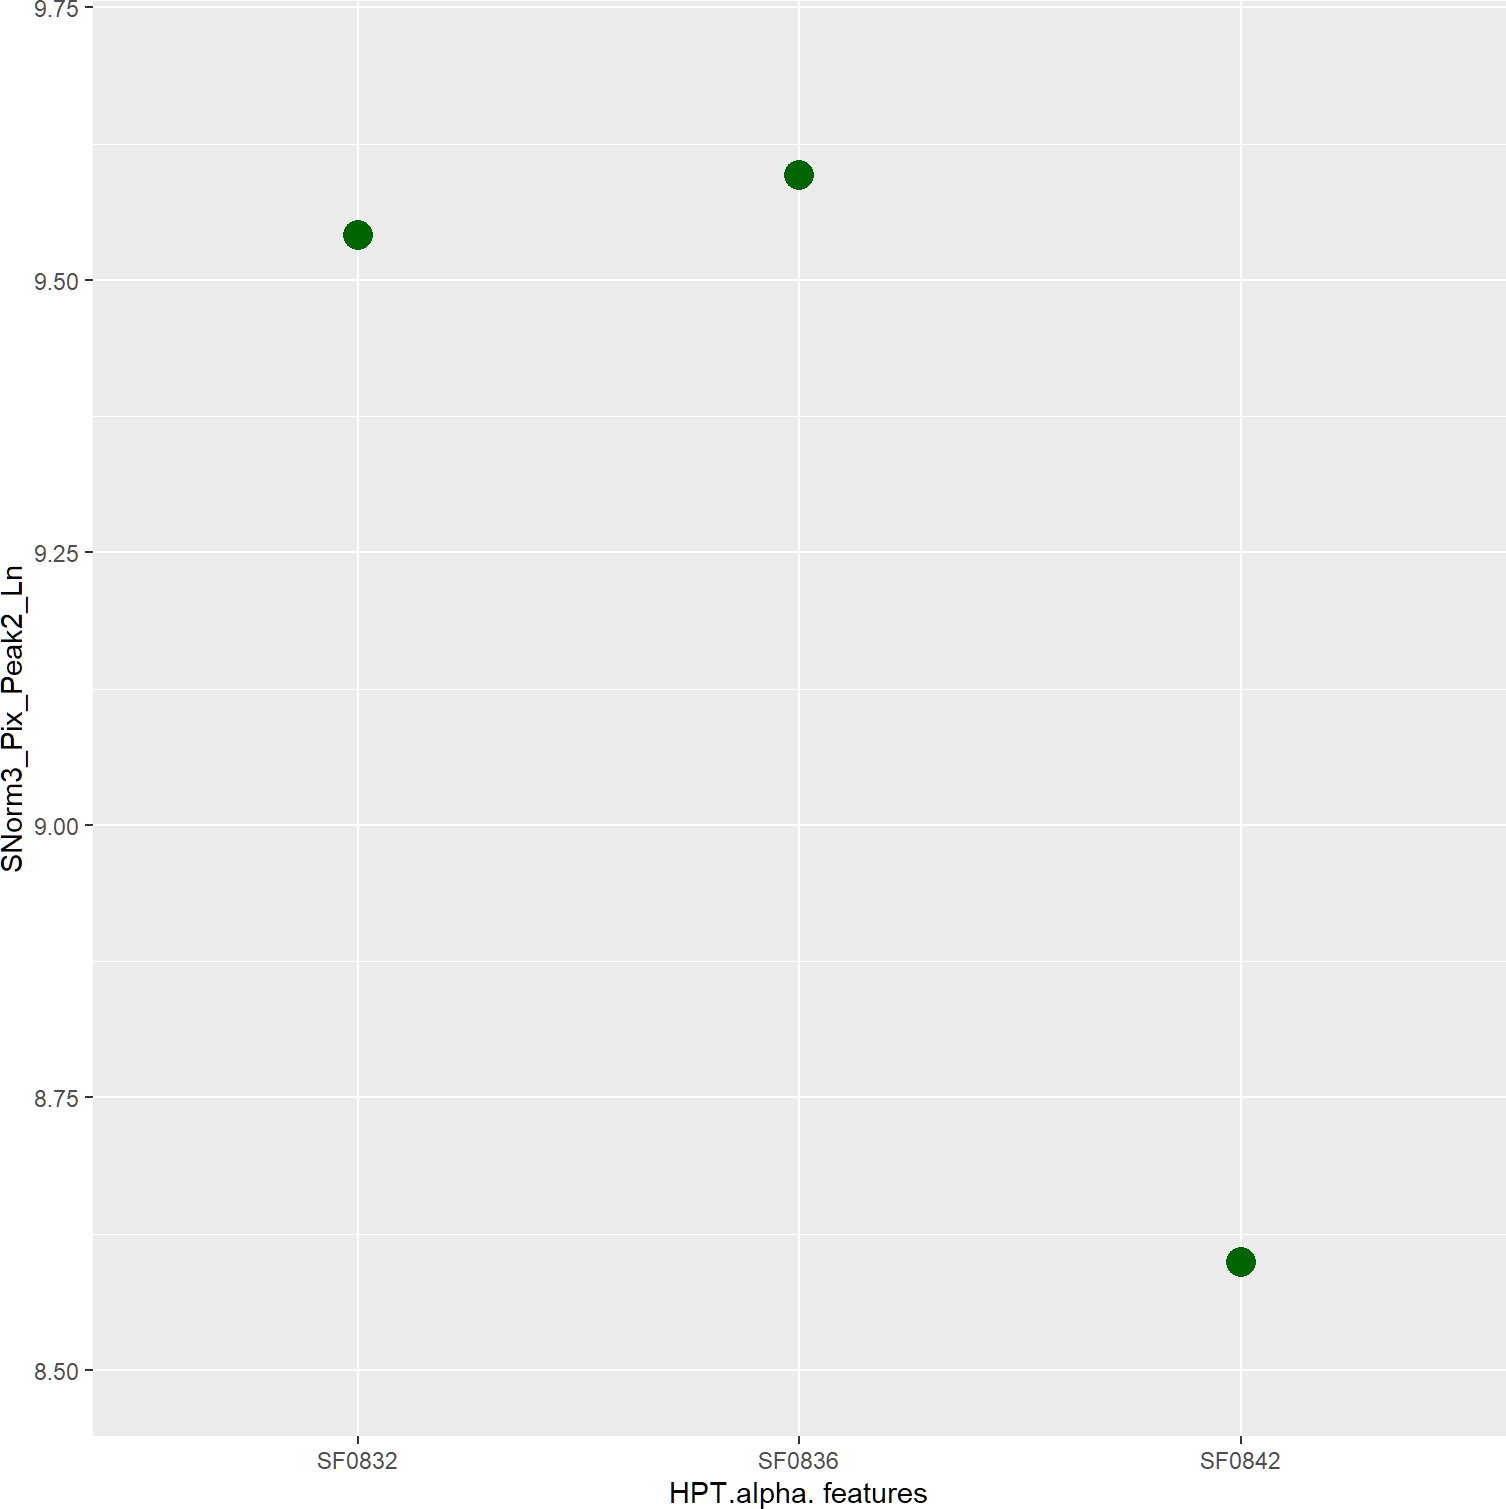 9.75
9.50
9.25
9.00
8.75
8.50
SNorm3_Pix_Peak2_Ln
SF0832
SF0836
SF0842
HPT.alpha. features